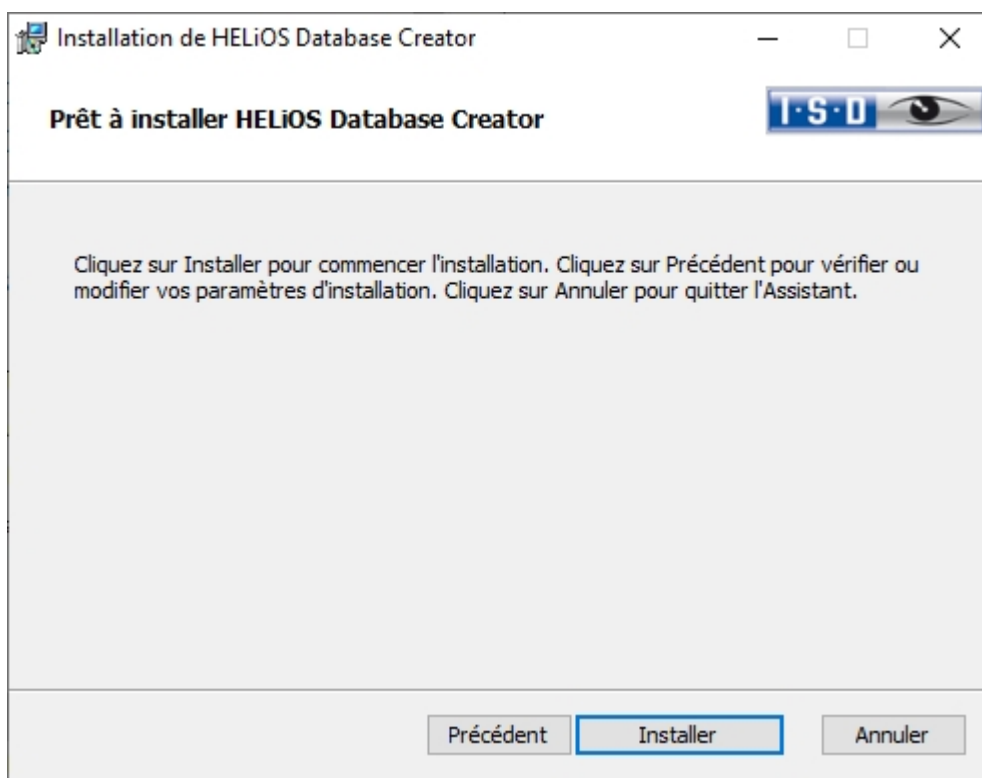 Installation de HELiOS Database Creator
Prêt à installer HELiOS Database Creator
I·S·D
Cliquez sur Installer pour commencer l'installation. Cliquez sur Précédent pour vérifier ou
modifier vos paramètres d'installation. Cliquez sur Annuler pour quitter l'Assistant.
Précédent
Installer
Annuler